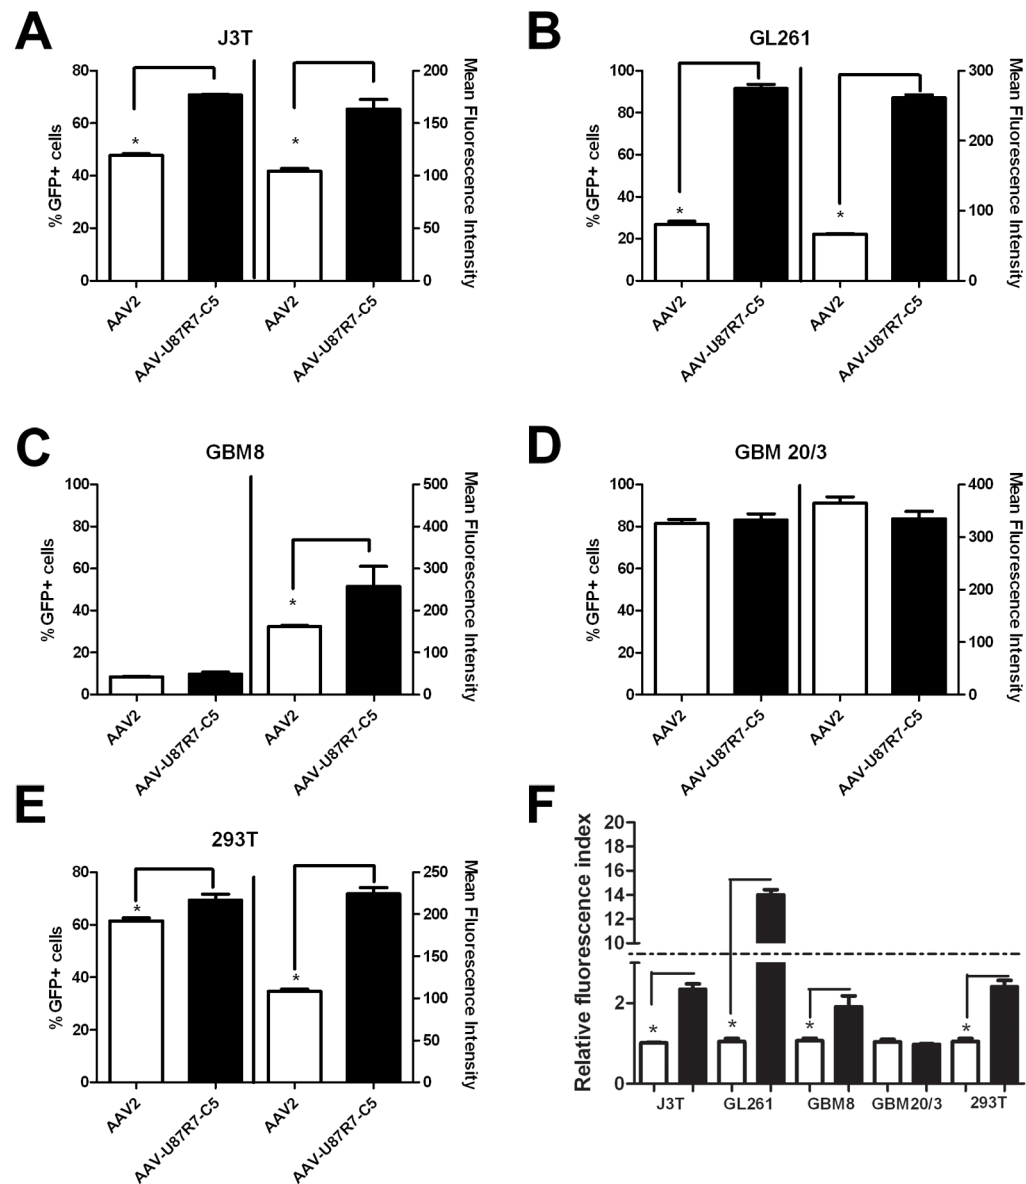 A
J3T
% GFP+ cells
80
60
40
20
0
*
*
200
150
100
50
0
Mean Fluorescence Intensity
AAV2
AAV-U87R7-C5
AAV2
AAV-U87R7-C5
B
GL261
% GFP+ cells
100
80
60
40
20
0
*
*
300
200
100
0
Mean Fluorescence Intensity
AAV2
AAV-U87R7-C5
AAV2
AAV-U87R7-C5
C
GBM8
% GFP+ cells
100
80
60
40
20
0
*
500
400
300
200
100
0
Mean Fluorescence Intensity
AAV2
AAV-U87R7-C5
AAV2
AAV-U87R7-C5
D
GBM 20/3
% GFP+ cells
100
80
60
40
20
0
400
300
200
100
0
Mean Fluorescence Intensity
AAV2
AAV-U87R7-C5
AAV2
AAV-U87R7-C5
E
293T
% GFP+ cells
80
60
40
20
0
*
*
250
200
150
100
50
0
Mean Fluorescence Intensity
AAV2
AAV-U87R7-C5
AAV2
AAV-U87R7-C5
F
Relative fluorescence index
20
18
16
14
12
10
2
0
* * * *
J3T GL261 GBM8 GBM20/3 293T